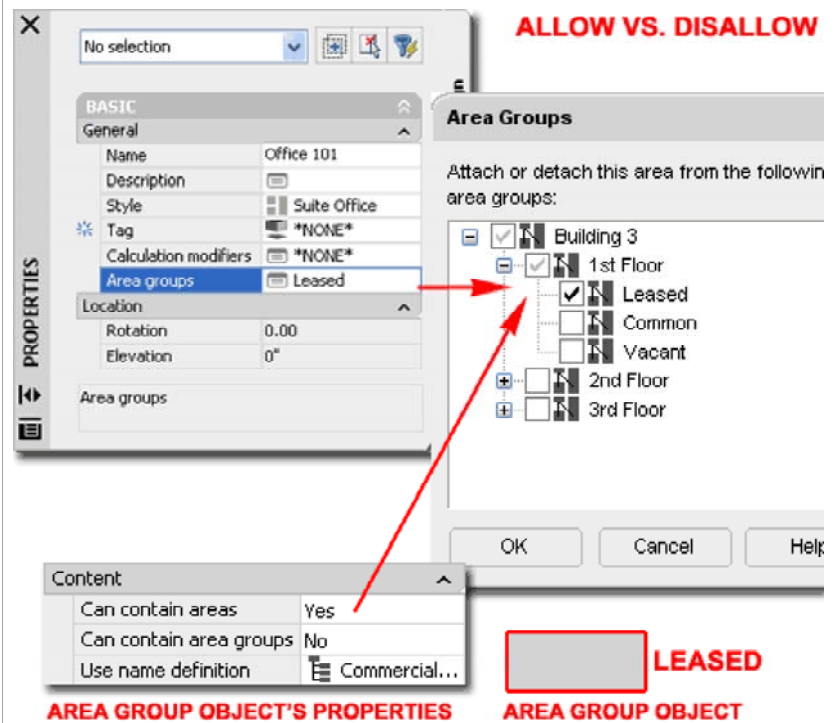 ALLOW VS. DISALLOW
No selection
BASIC
General
Name Office 101
Description
Style Suite Office
Tag *NONE*
Calculation modifiers *NONE*
Area groups Leased
Location
Rotation 0.00
Elevation 0"
Area groups
PROPERTIES
Area Groups
Attach or detach this area from the followin
area groups:
Building 3
1st Floor
Leased
Common
Vacant
2nd Floor
3rd Floor
OK Cancel Help
Content
Can contain areas Yes
Can contain area groups No
Use name definition Commercial...
AREA GROUP OBJECT'S PROPERTIES
LEASED
AREA GROUP OBJECT